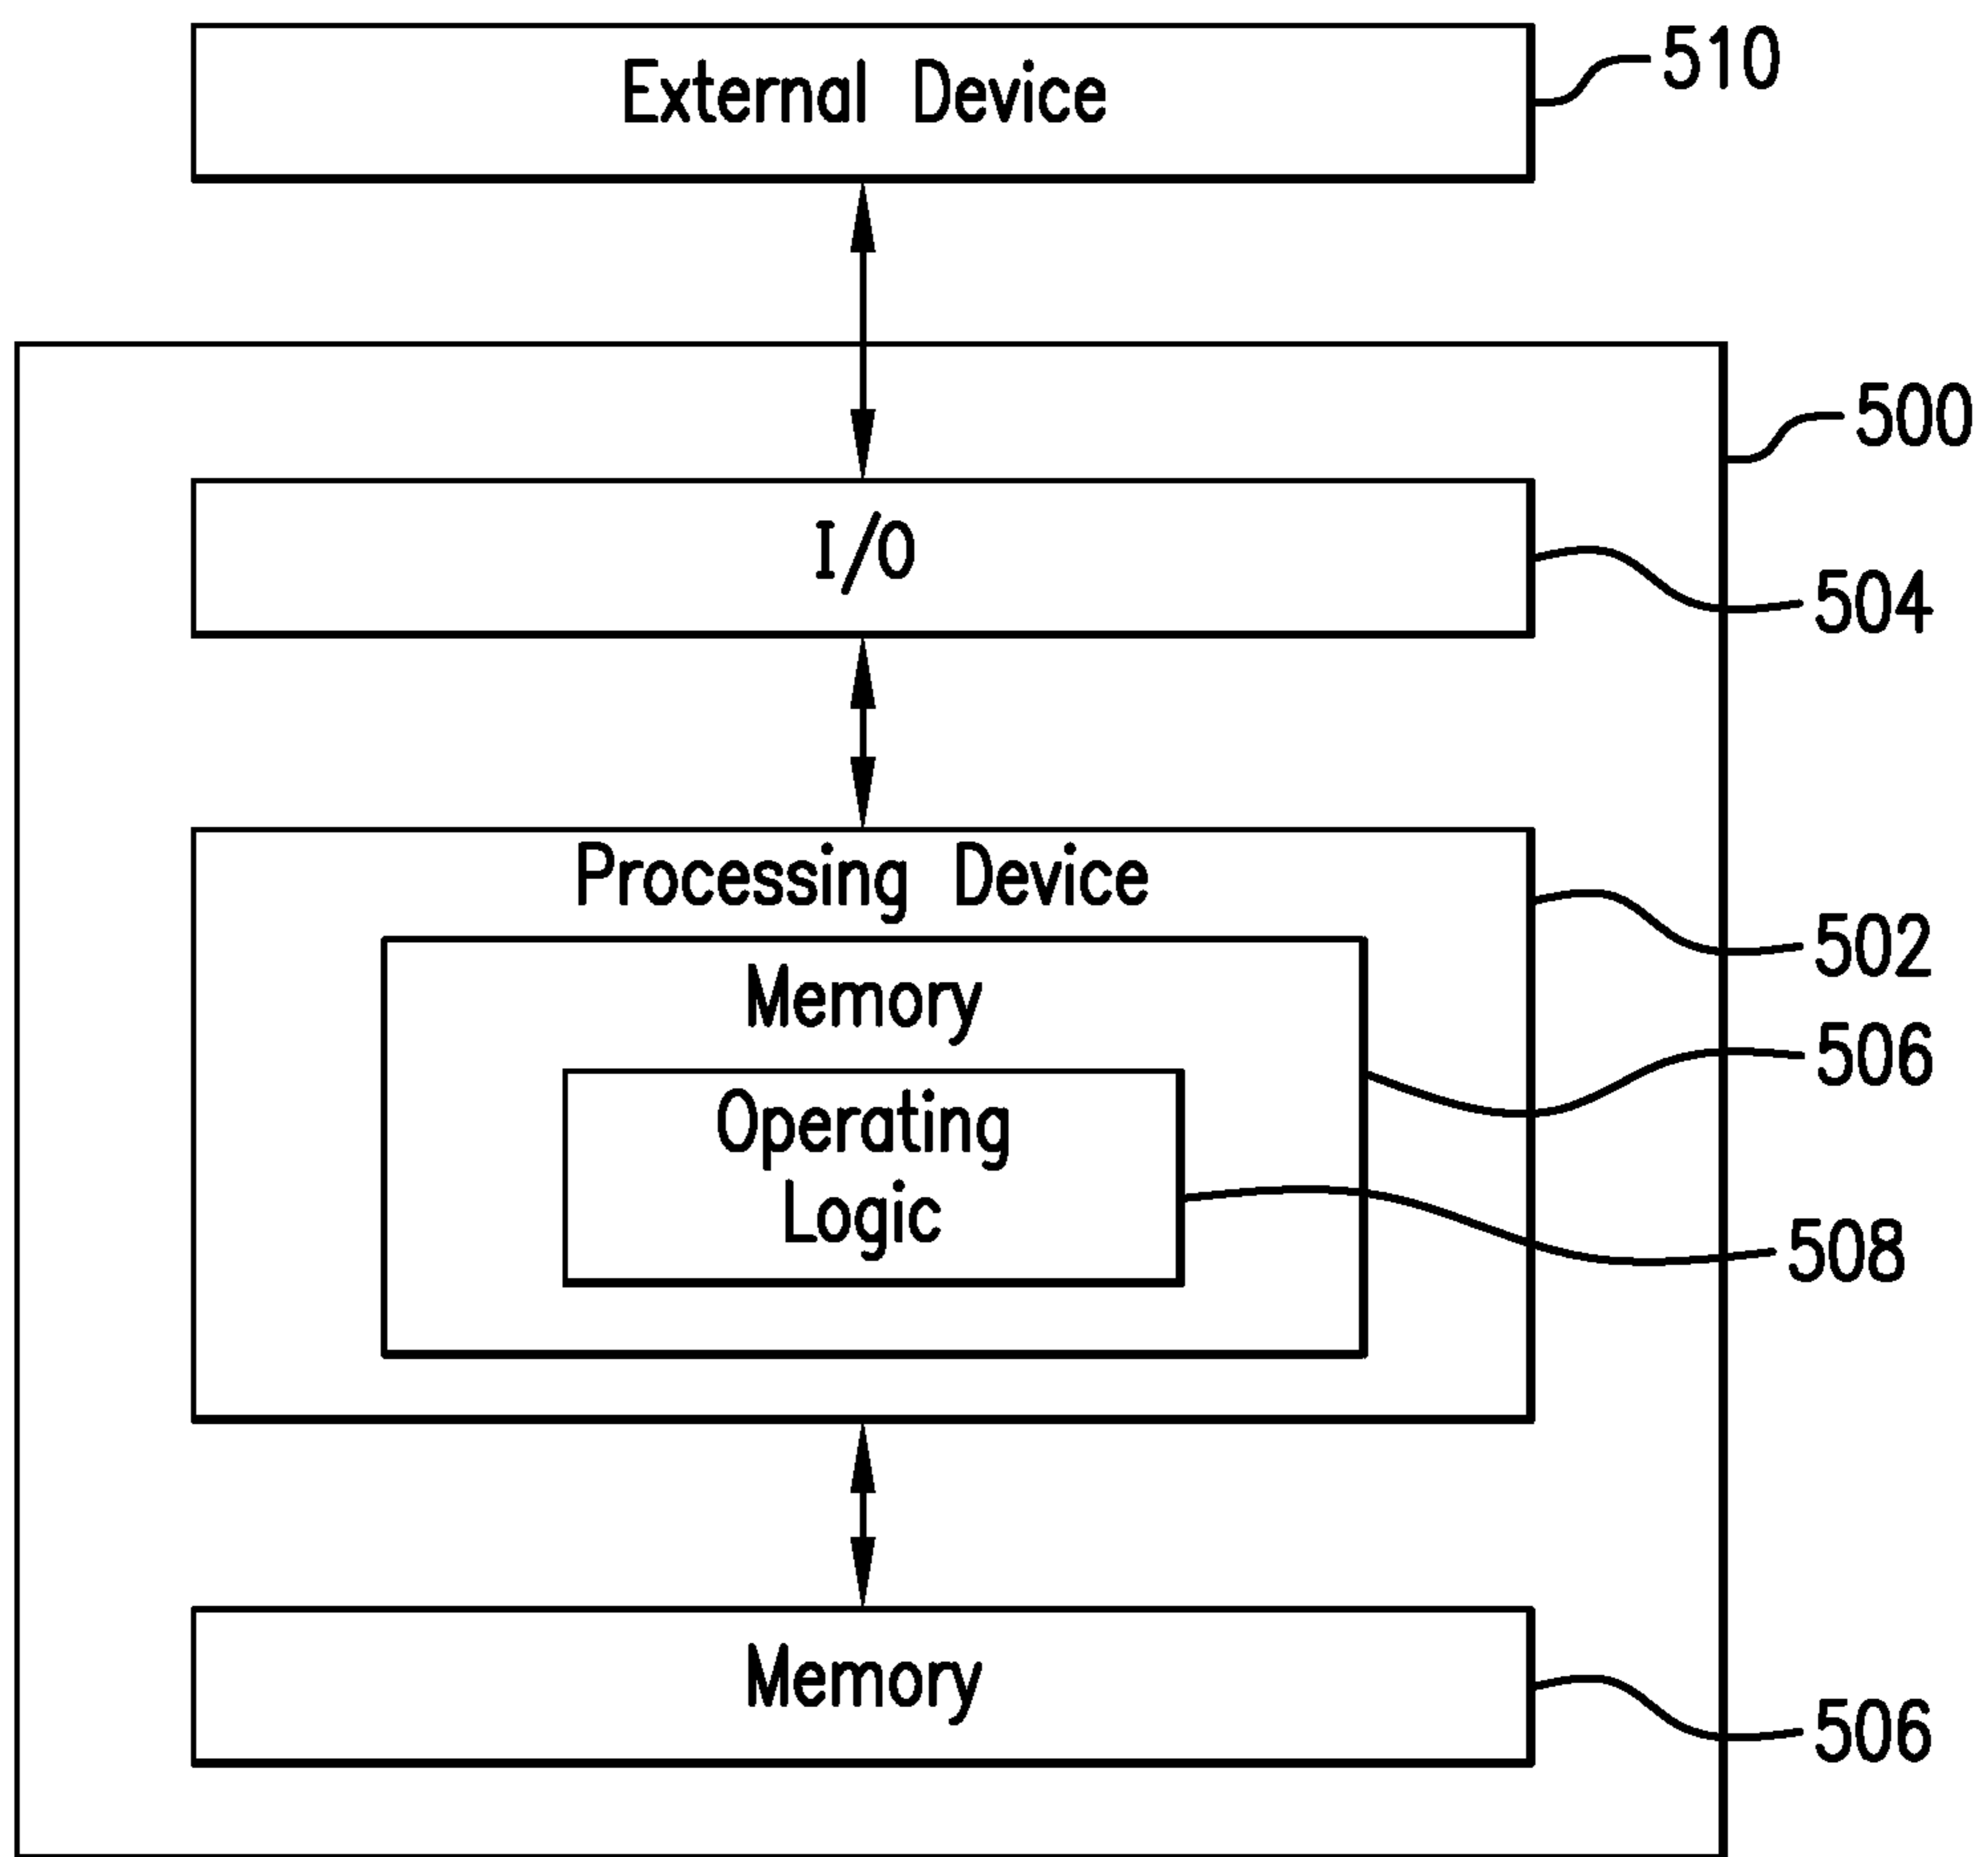 External Device
510
500
I/O
504
Processing Device
502
Memory
506
Operating
Logic
508
Memory
506